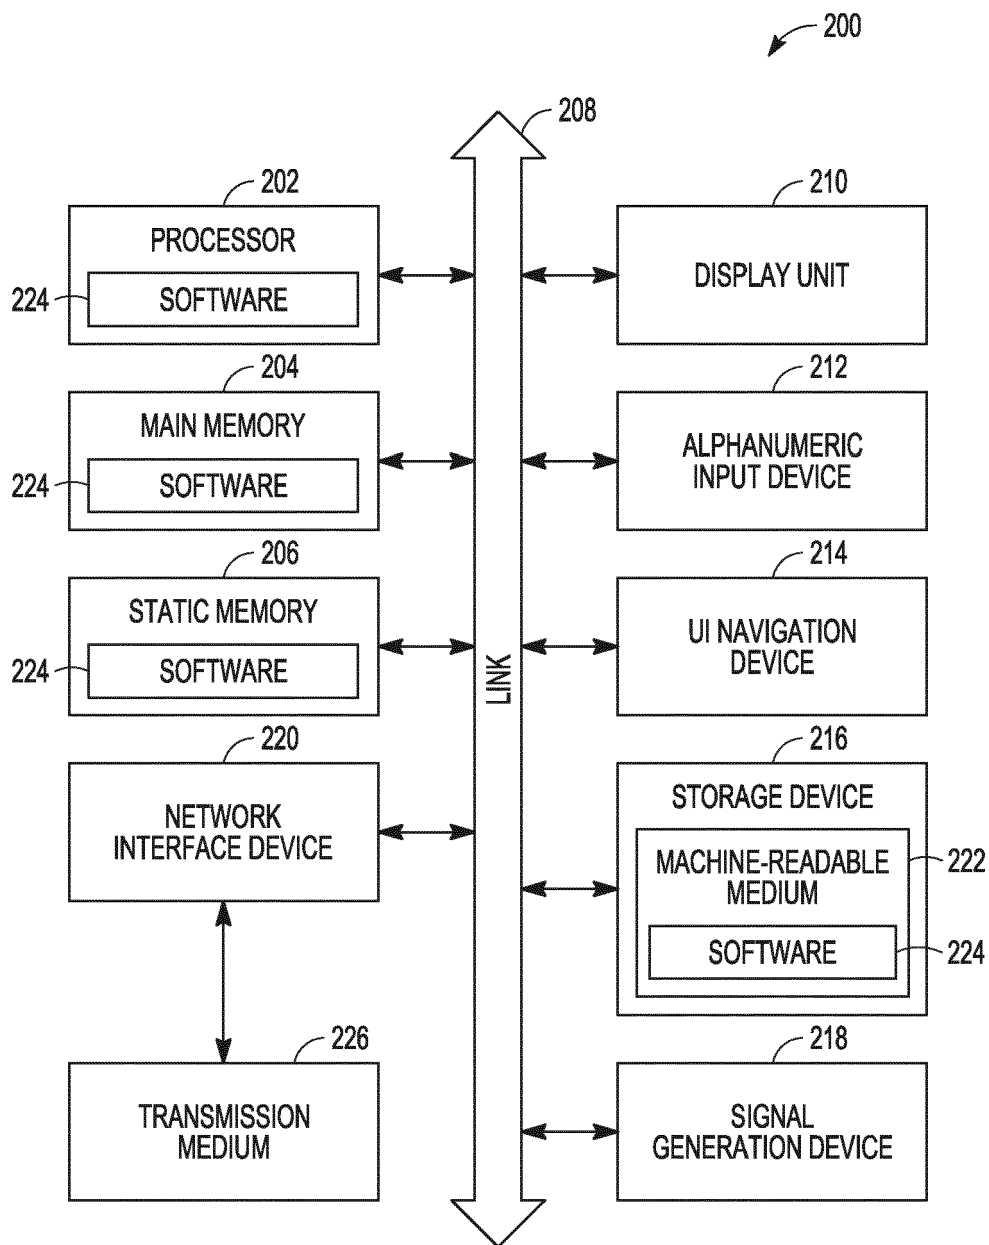 200
208
202
PROCESSOR
224
SOFTWARE
204
MAIN MEMORY
224
SOFTWARE
206
STATIC MEMORY
224
SOFTWARE
220
NETWORK
INTERFACE DEVICE
226
TRANSMISSION
MEDIUM
LINK
210
DISPLAY UNIT
212
ALPHANUMERIC
INPUT DEVICE
214
UI NAVIGATION
DEVICE
216
STORAGE DEVICE
MACHINE-READABLE
MEDIUM
222
SOFTWARE
224
218
SIGNAL
GENERATION DEVICE